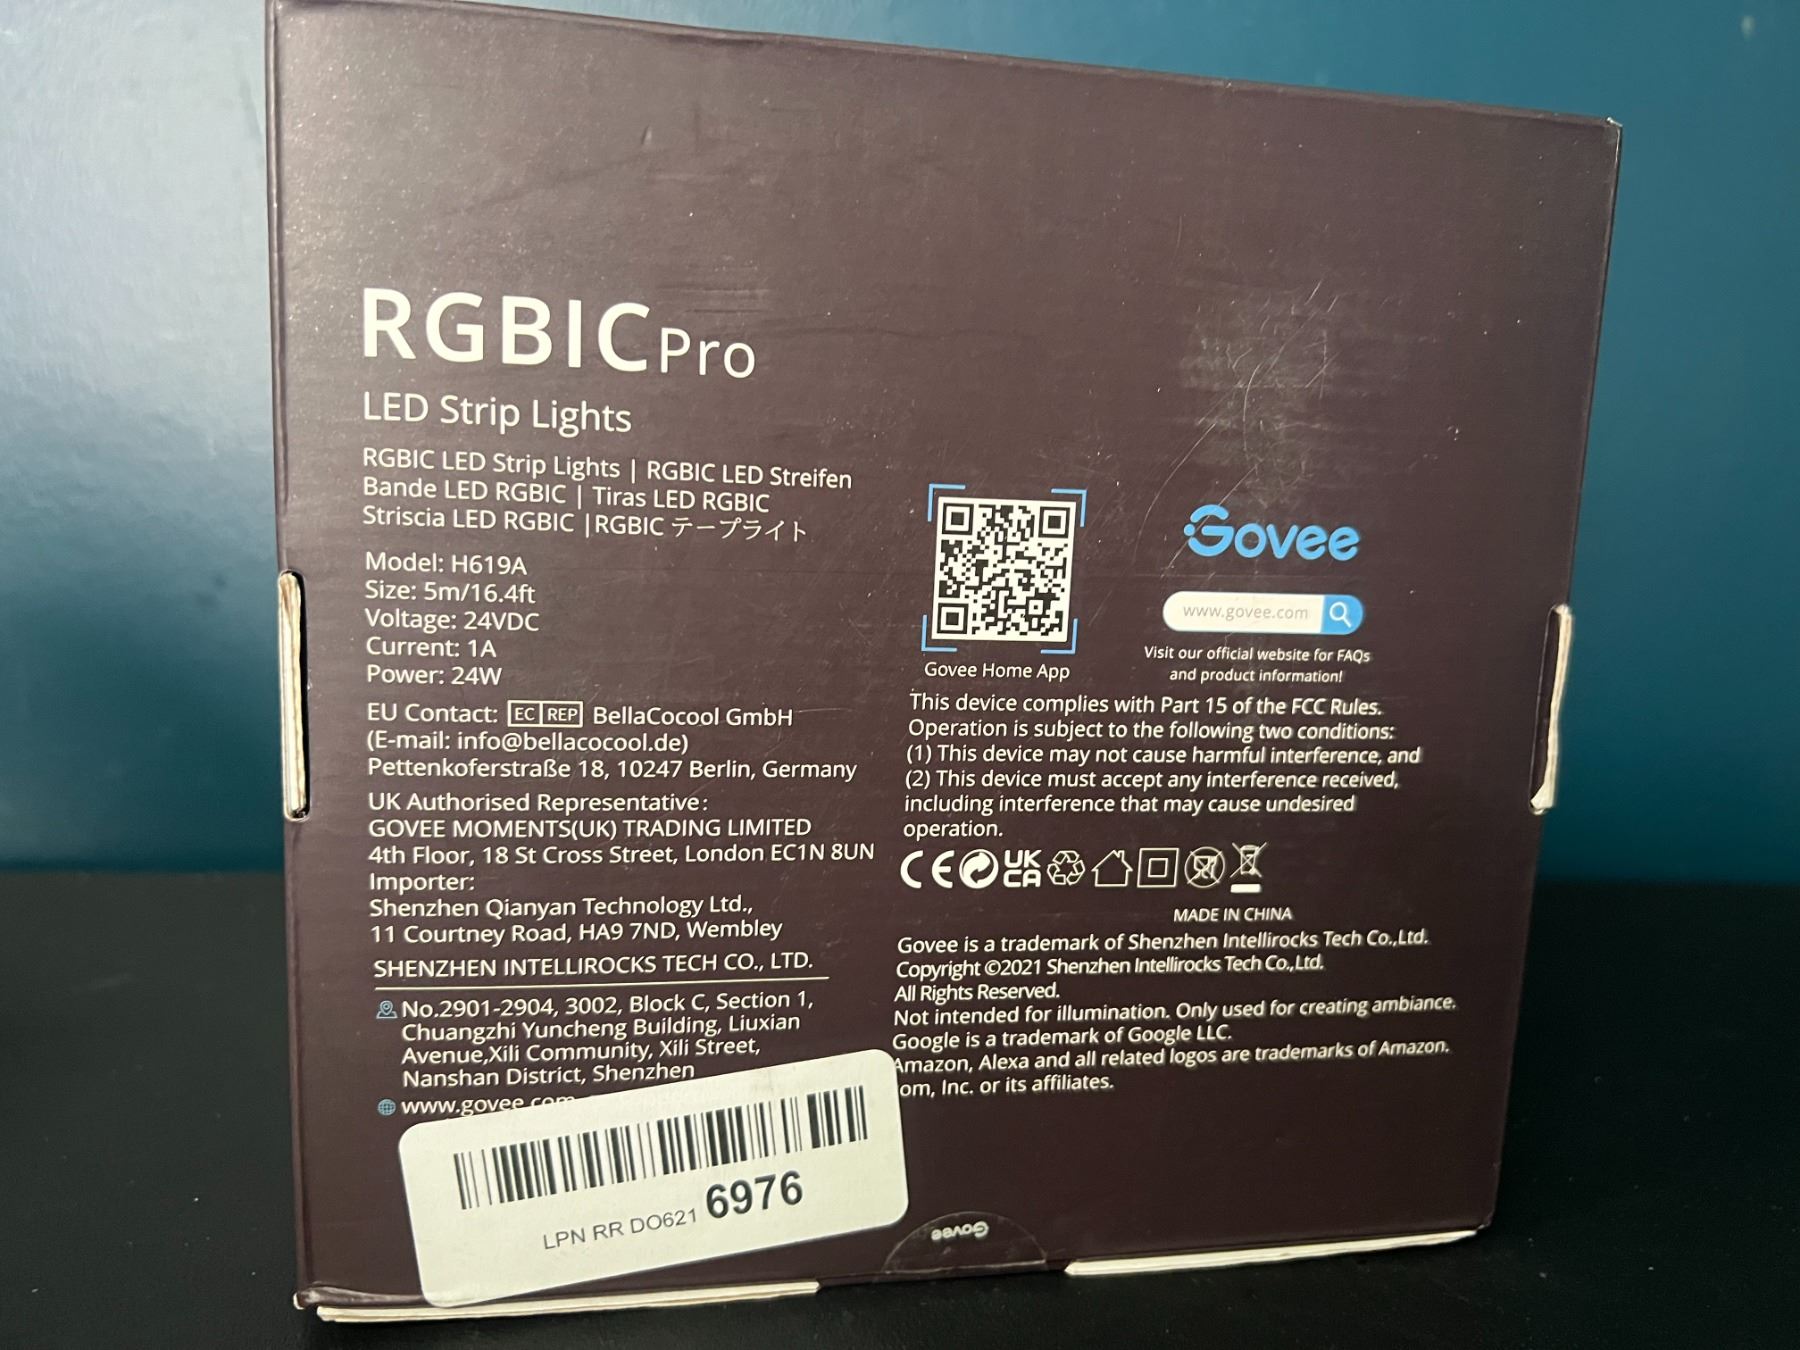 RGBICPro
LED Strip Lights
RGBIC LED Strip Lights | RGBIC LED Streifen
Bande LED RGBIC | Tiras LED RGBIC
Striscia LED RGBIC |RGBIC テープライト
Model: H619A
Size: 5m/16.4ft
Voltage: 24VDC
Current: 1A
Power: 24W
EU Contact: EC REP BellaCocool GmbH
(E-mail: info@bellacocool.de)
Pettenkoferstraße 18, 10247 Berlin, Germany
UK Authorised Representative:
GOVEE MOMENTS(UK) TRADING LIMITED
4th Floor, 18 St Cross Street, London EC1N 8UN
Importer:
Shenzhen Qianyan Technology Ltd.,
11 Courtney Road, HA9 7ND, Wembley
SHENZHEN INTELLIROCKS TECH CO., LTD.
No.2901-2904, 3002, Block C, Section 1,
Chuangzhi Yuncheng Building, Liuxian
Avenue,Xili Community, Xili Street,
Nanshan District, Shenzhen
www.govee.com
Govee Home App
Govee
www.govee.com
Visit our official website for FAQs
and product information!
This device complies with Part 15 of the FCC Rules.
Operation is subject to the following two conditions:
(1) This device may not cause harmful interference, and
(2) This device must accept any interference received,
including interference that may cause undesired
operation.
CE UK CA
MADE IN CHINA
Govee is a trademark of Shenzhen Intellirocks Tech Co.,Ltd.
Copyright ©2021 Shenzhen Intellirocks Tech Co.,Ltd.
All Rights Reserved.
Not intended for illumination. Only used for creating ambiance.
Google is a trademark of Google LLC.
Amazon, Alexa and all related logos are trademarks of Amazon.
om, Inc. or its affiliates.
LPN RR DO621 6976
Govee